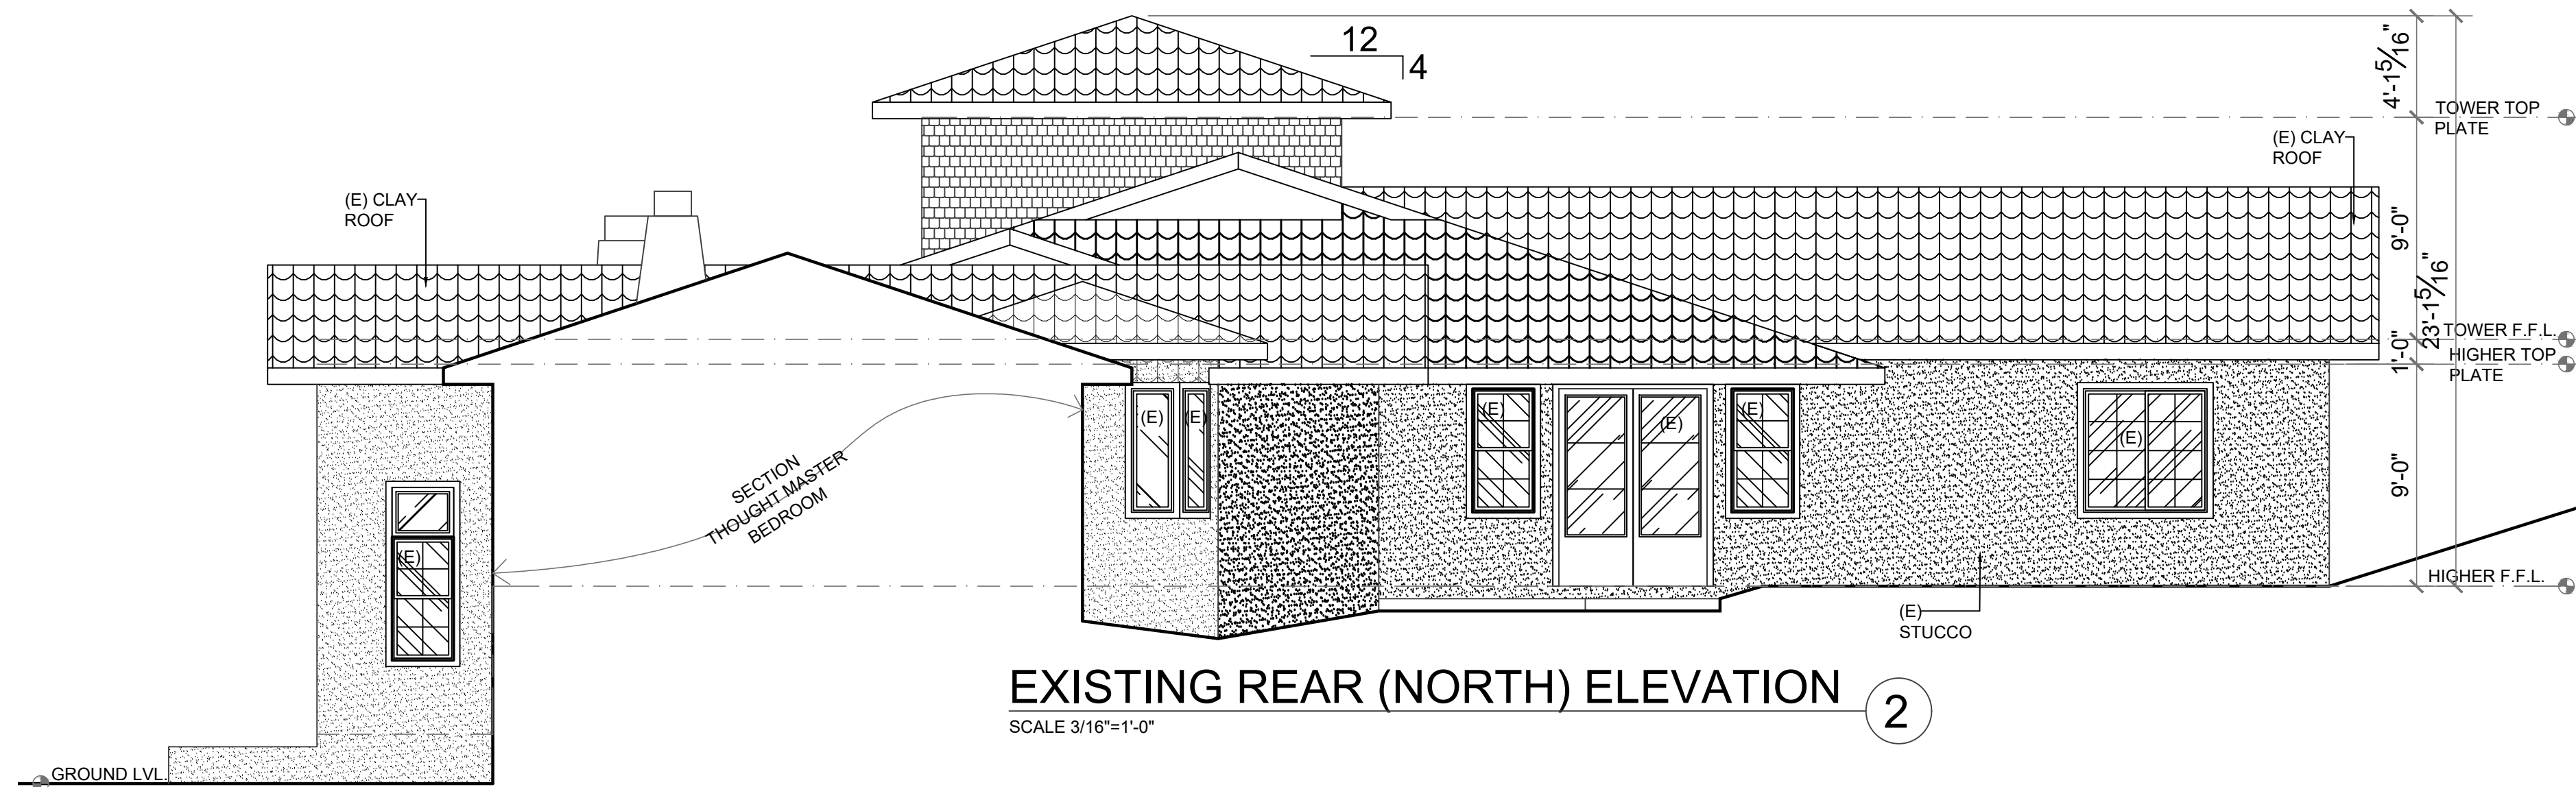 12
4
4'-1 5/16"
TOWER TOP
PLATE
(E) CLAY
ROOF
(E) CLAY
ROOF
9'-0"
23'-1 5/16"
TOWER F.F.L.
1'-0"
HIGHER TOP
PLATE
(E)
(E)
(E)
(E)
(E)
(E)
(E)
SECTION
THOUGHT MASTER
BEDROOM
9'-0"
HIGHER F.F.L.
(E)
STUCCO
EXISTING REAR (NORTH) ELEVATION
2
SCALE 3/16"=1'-0"
GROUND LVL.